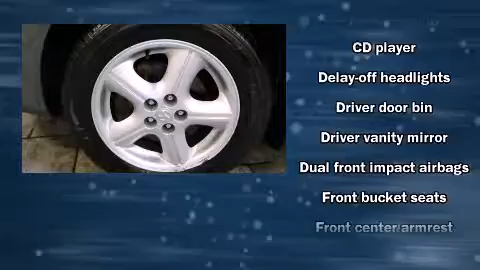 CD player
Delay-off headlights
Driver door bin
Driver vanity mirror
Dual front impact airbags
Front bucket seats
Front center armrest